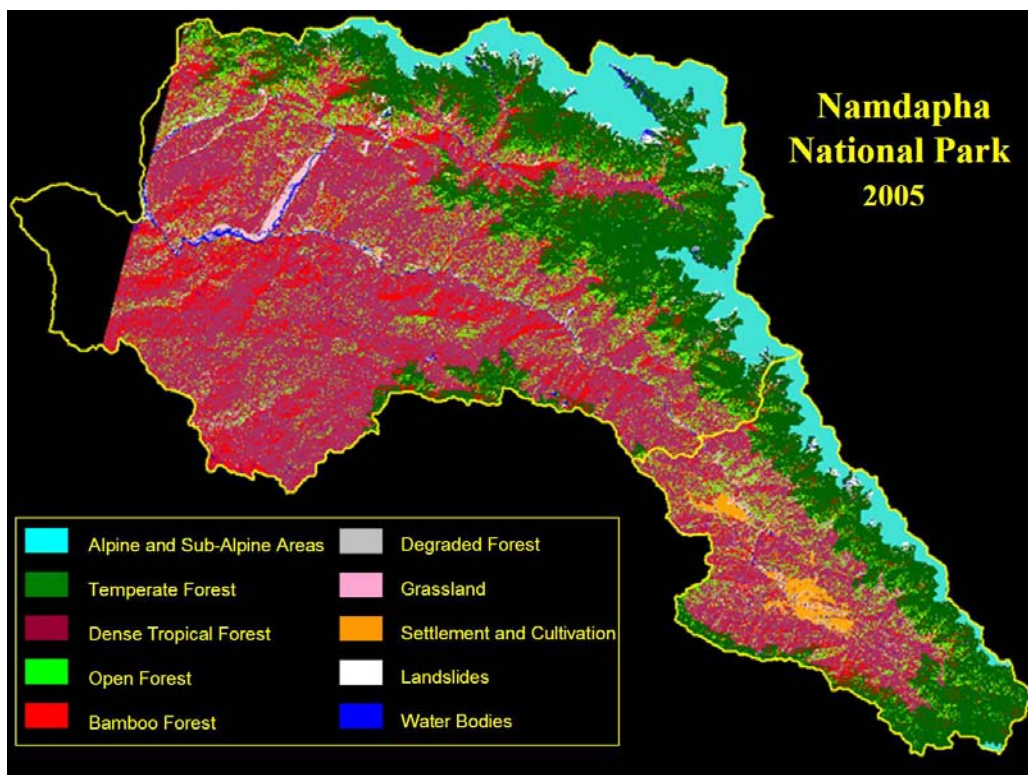 Namdapha
National Park
2005
Alpine and Sub-Alpine Areas
Temperate Forest
Dense Tropical Forest
Open Forest
Bamboo Forest
Degraded Forest
Grassland
Settlement and Cultivation
Landslides
Water Bodies